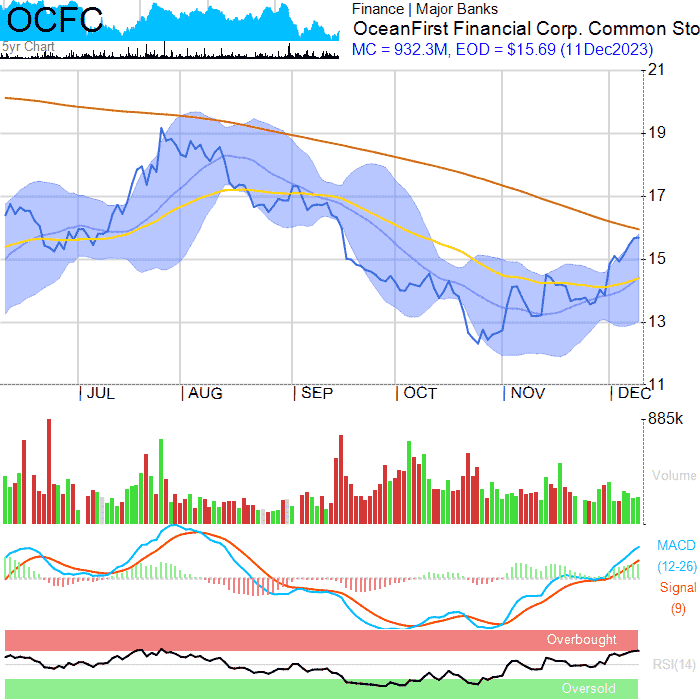 OCFC
5yr Chart
Finance | Major Banks
OceanFirst Financial Corp. Common Sto
MC = 932.3M, EOD = $15.69 (11Dec2023)
21
19
17
15
13
11
| JUL | AUG | SEP | OCT | NOV | DEC
885k
Volume
MACD
(12-26)
Signal
(9)
Overbought
RSI(14)
Oversold